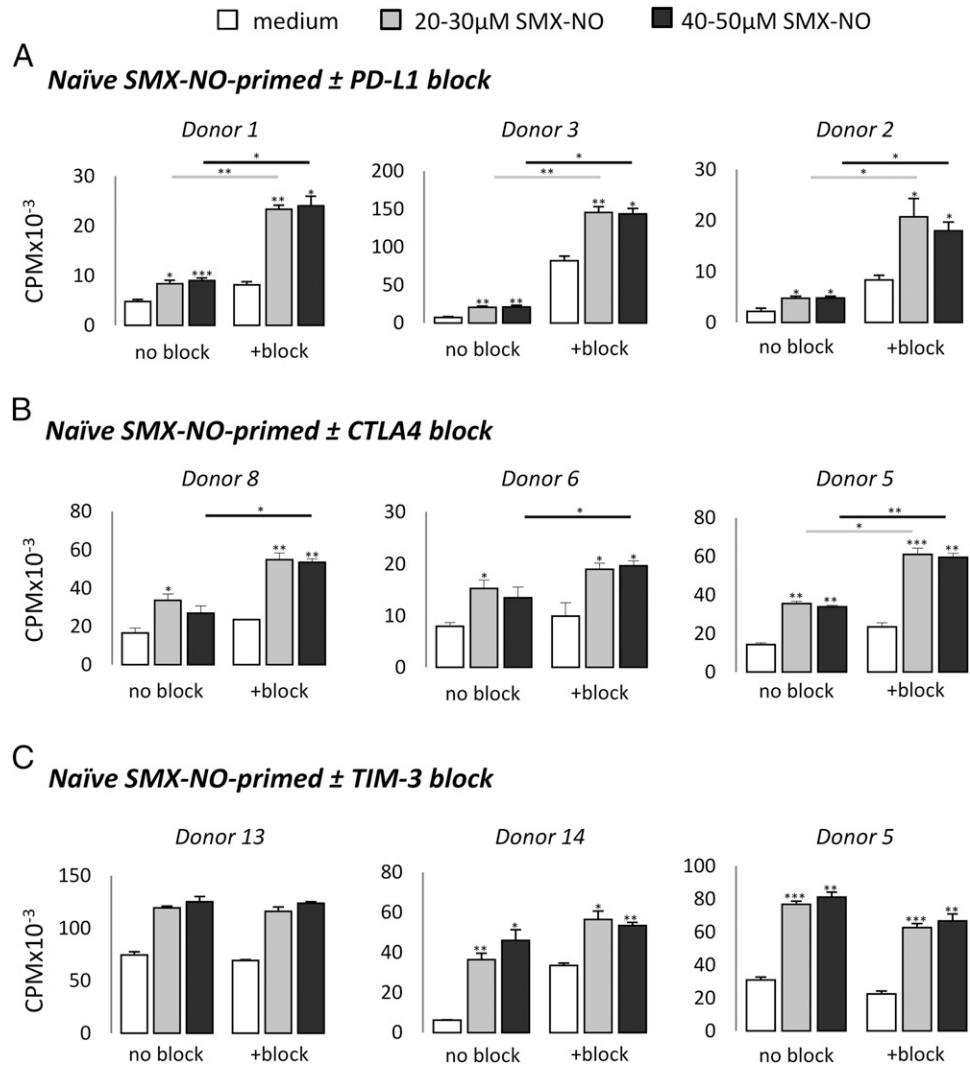 medium 20-30µM SMX-NO 40-50µM SMX-NO
A
Naïve SMX-NO-primed ± PD-L1 block
Donor 1 Donor 3 Donor 2
* * *
** ** *
CPMx10-3
30 20 10 0
200 150 100 50 0
30 20 10 0
* *** ** *
** ** ** *
* * * *
no block +block no block +block no block +block
B
Naïve SMX-NO-primed ± CTLA4 block
Donor 8 Donor 6 Donor 5
* * **
*
CPMx10-3
80 60 40 20 0
30 20 10 0
80 60 40 20 0
* ** **
* * *
** ** *** **
no block +block no block +block no block +block
C
Naïve SMX-NO-primed ± TIM-3 block
Donor 13 Donor 14 Donor 5
CPMx10-3
150 100 50 0
80 60 40 20 0
100 80 60 40 20 0
** * * **
*** ** *** **
no block +block no block +block no block +block